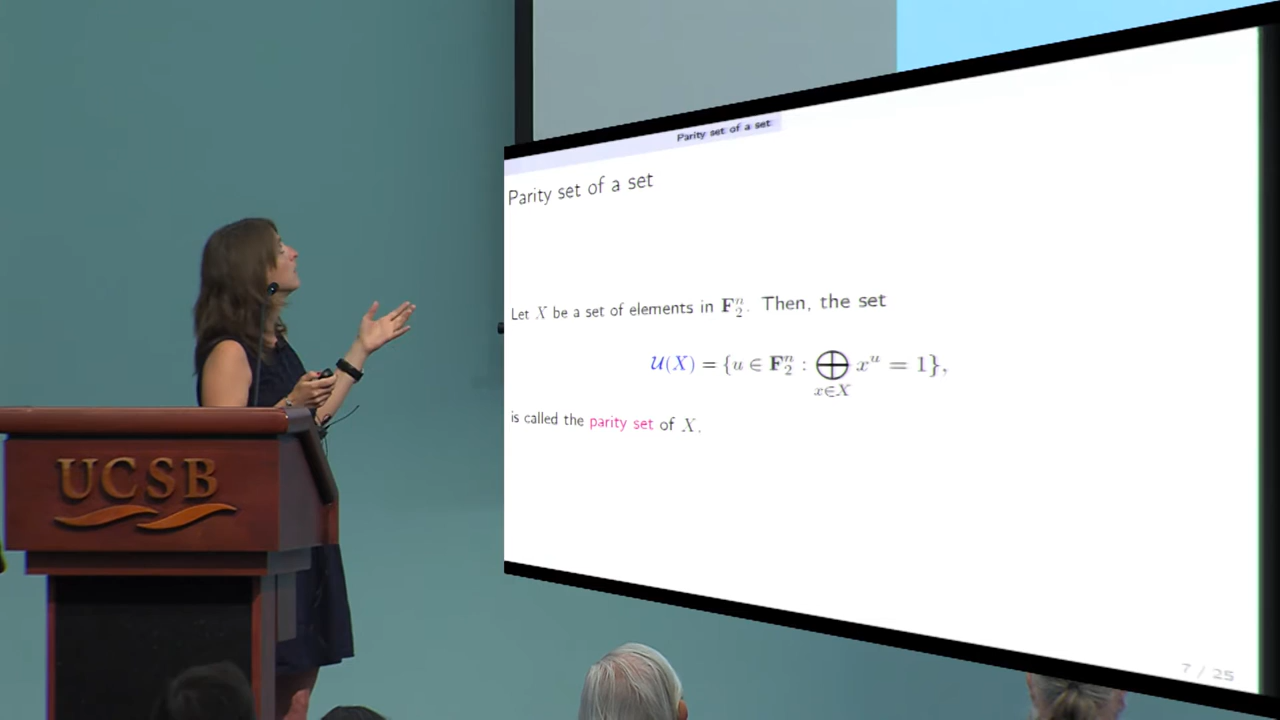 Parity set of a set
Parity set of a set
Let X be a set of elements in F₂ⁿ. Then, the set
𝒰(X) = {u ∈ F₂ⁿ : ⨁ xᵘ = 1},
x∈X
is called the parity set of X.
7 / 25
UCSB